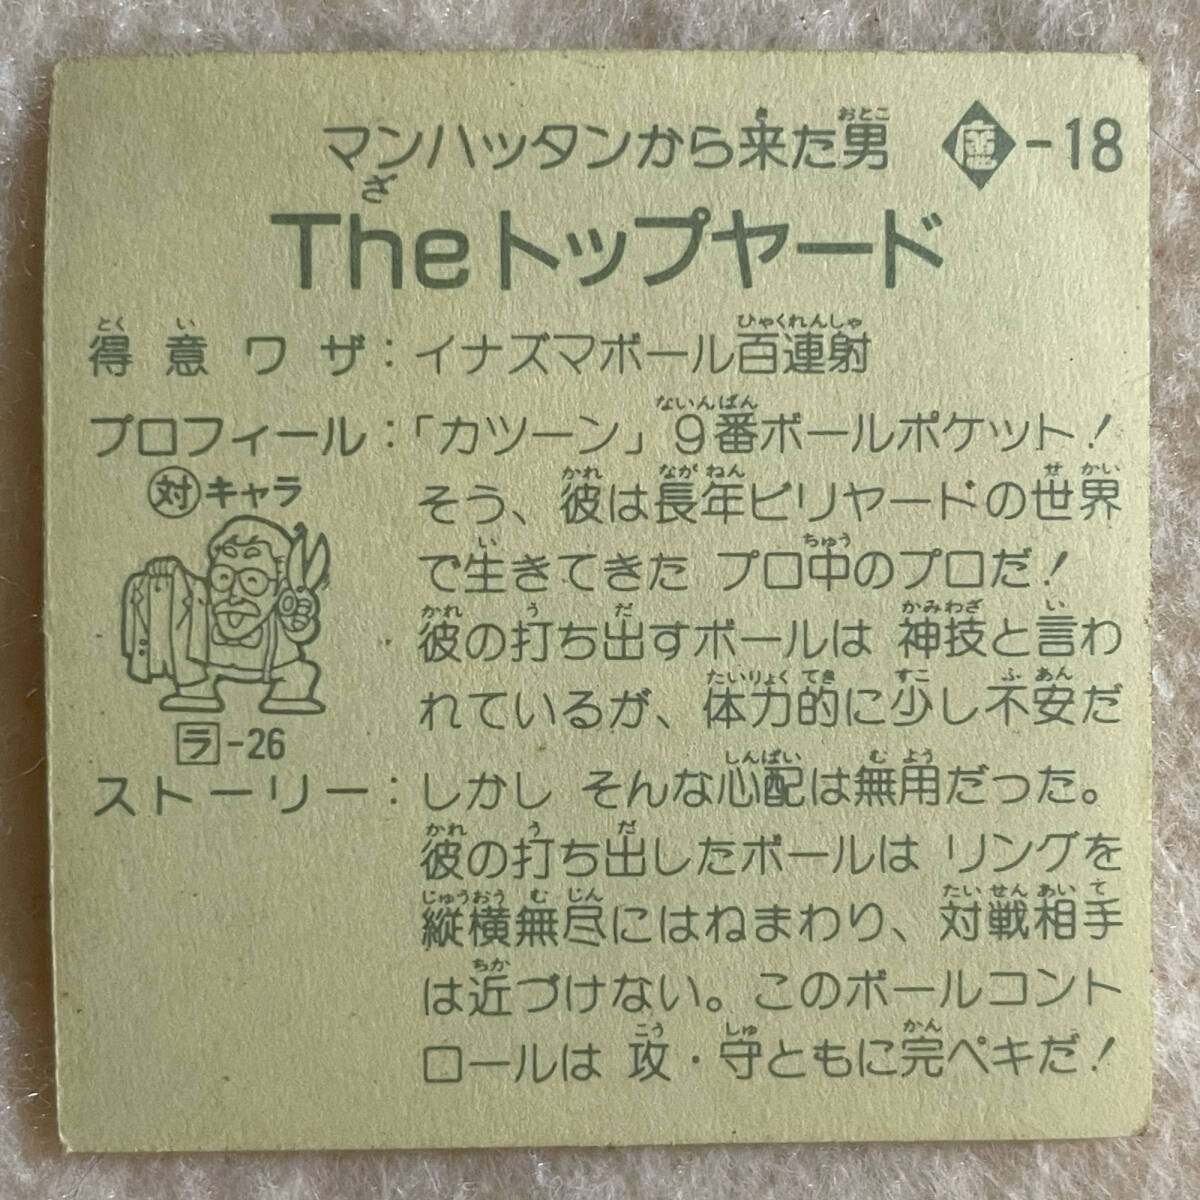 マンハッタンから来た男
-18
Theトップヤード
得意ワザ：イナズマボール百連射
プロフィール：「カツーン」９番ボールポケット！
そう、彼は長年ビリヤードの世界
で生きてきた プロ中のプロだ！
彼の打ち出すボールは 神技と言わ
れているが、体力的に少し不安だ
対キャラ
ラ-26
ストーリー：しかし そんな心配は無用だった。
彼の打ち出したボールは リングを
縦横無尽にはねまわり、対戦相手
は近づけない。このボールコント
ロールは 攻・守ともに完ペキだ！